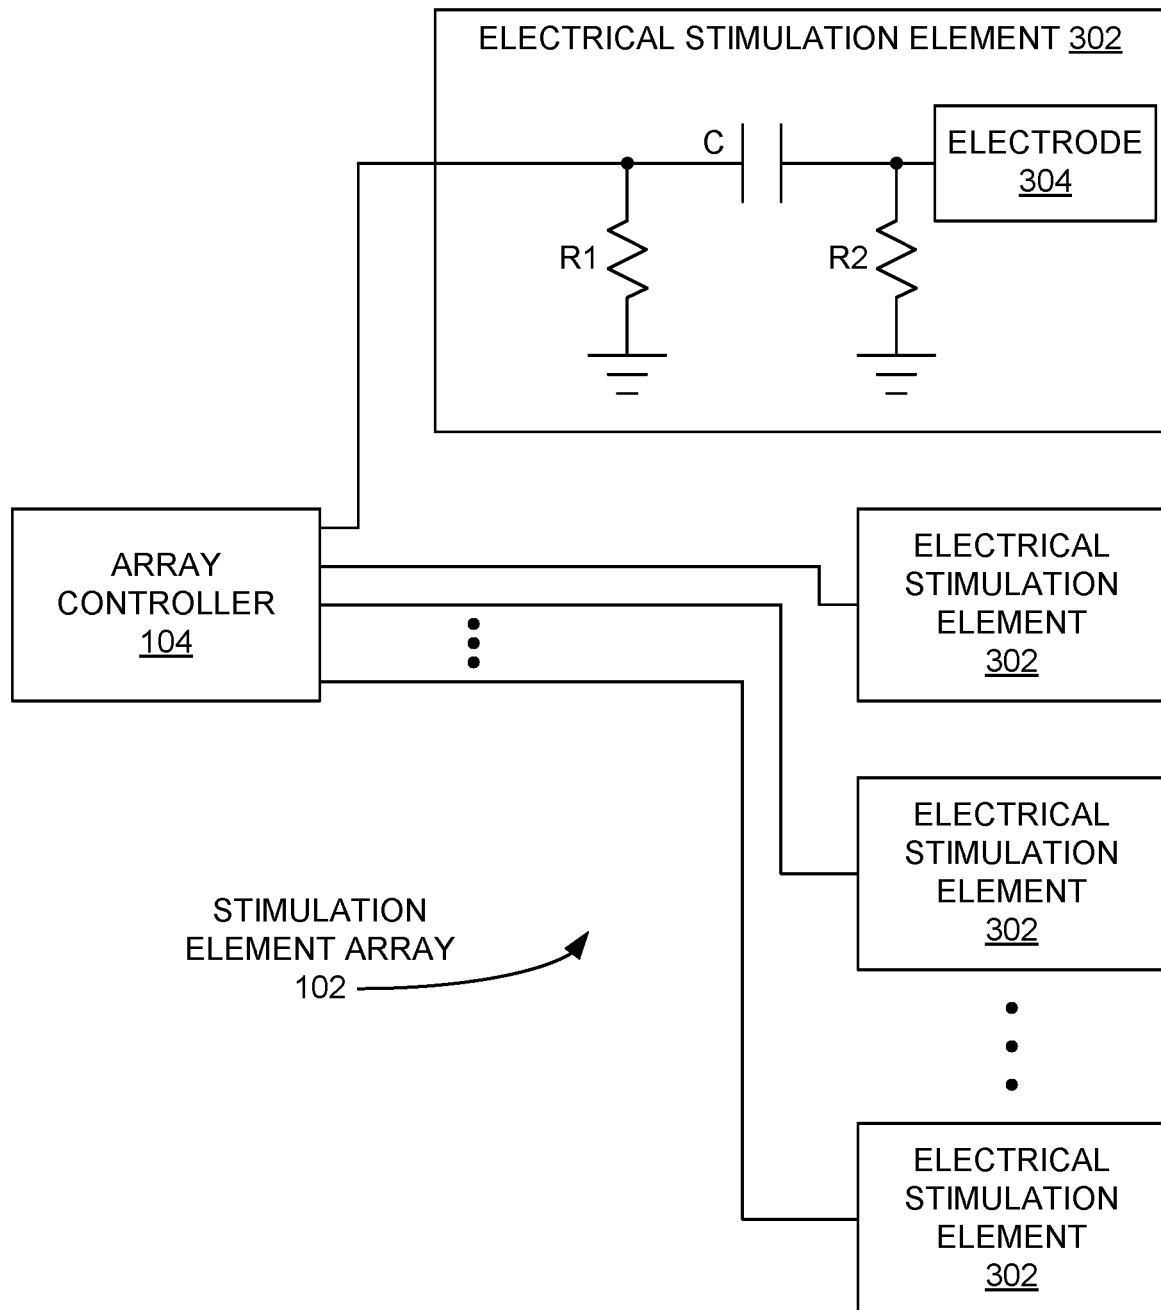 ELECTRICAL STIMULATION ELEMENT 302
C
ELECTRODE
304
R1
R2
ARRAY
CONTROLLER
104
ELECTRICAL
STIMULATION
ELEMENT
302
ELECTRICAL
STIMULATION
ELEMENT
302
STIMULATION
ELEMENT ARRAY
102
ELECTRICAL
STIMULATION
ELEMENT
302